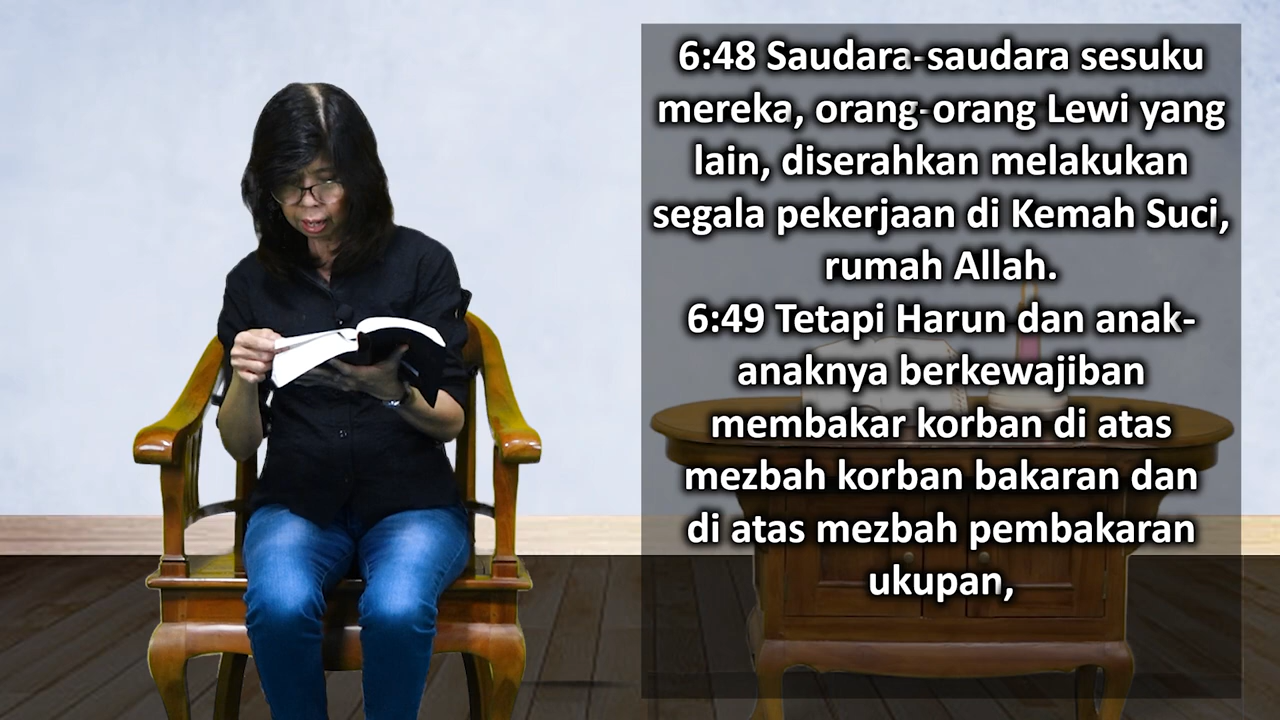 6:48 Saudara-saudara sesuku
mereka, orang-orang Lewi yang
lain, diserahkan melakukan
segala pekerjaan di Kemah Suci,
rumah Allah.
6:49 Tetapi Harun dan anak-
anaknya berkewajiban
membakar korban di atas
mezbah korban bakaran dan
di atas mezbah pembakaran
ukupan,